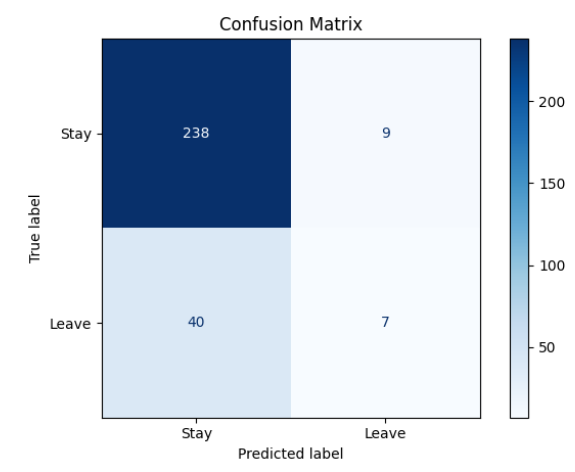 Confusion Matrix
Stay
238
9
200
150
True label
100
Leave
40
7
50
Stay
Leave
Predicted label